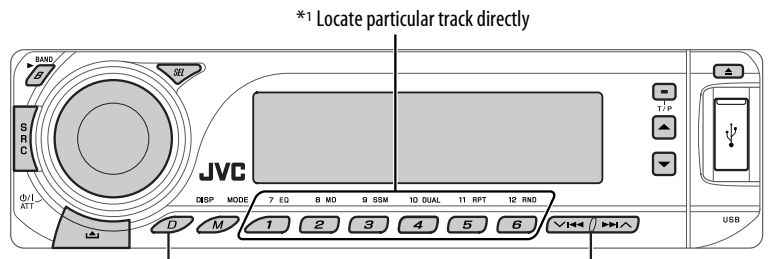 *1 Locate particular track directly
BAND
B
SEL
SRC
T/P
JVC
⏻/I
ATT
DISP MODE 7 EQ 8 MO 9 SSM 10 DUAL 11 RPT 12 RND
D M 1 2 3 4 5 6
USB